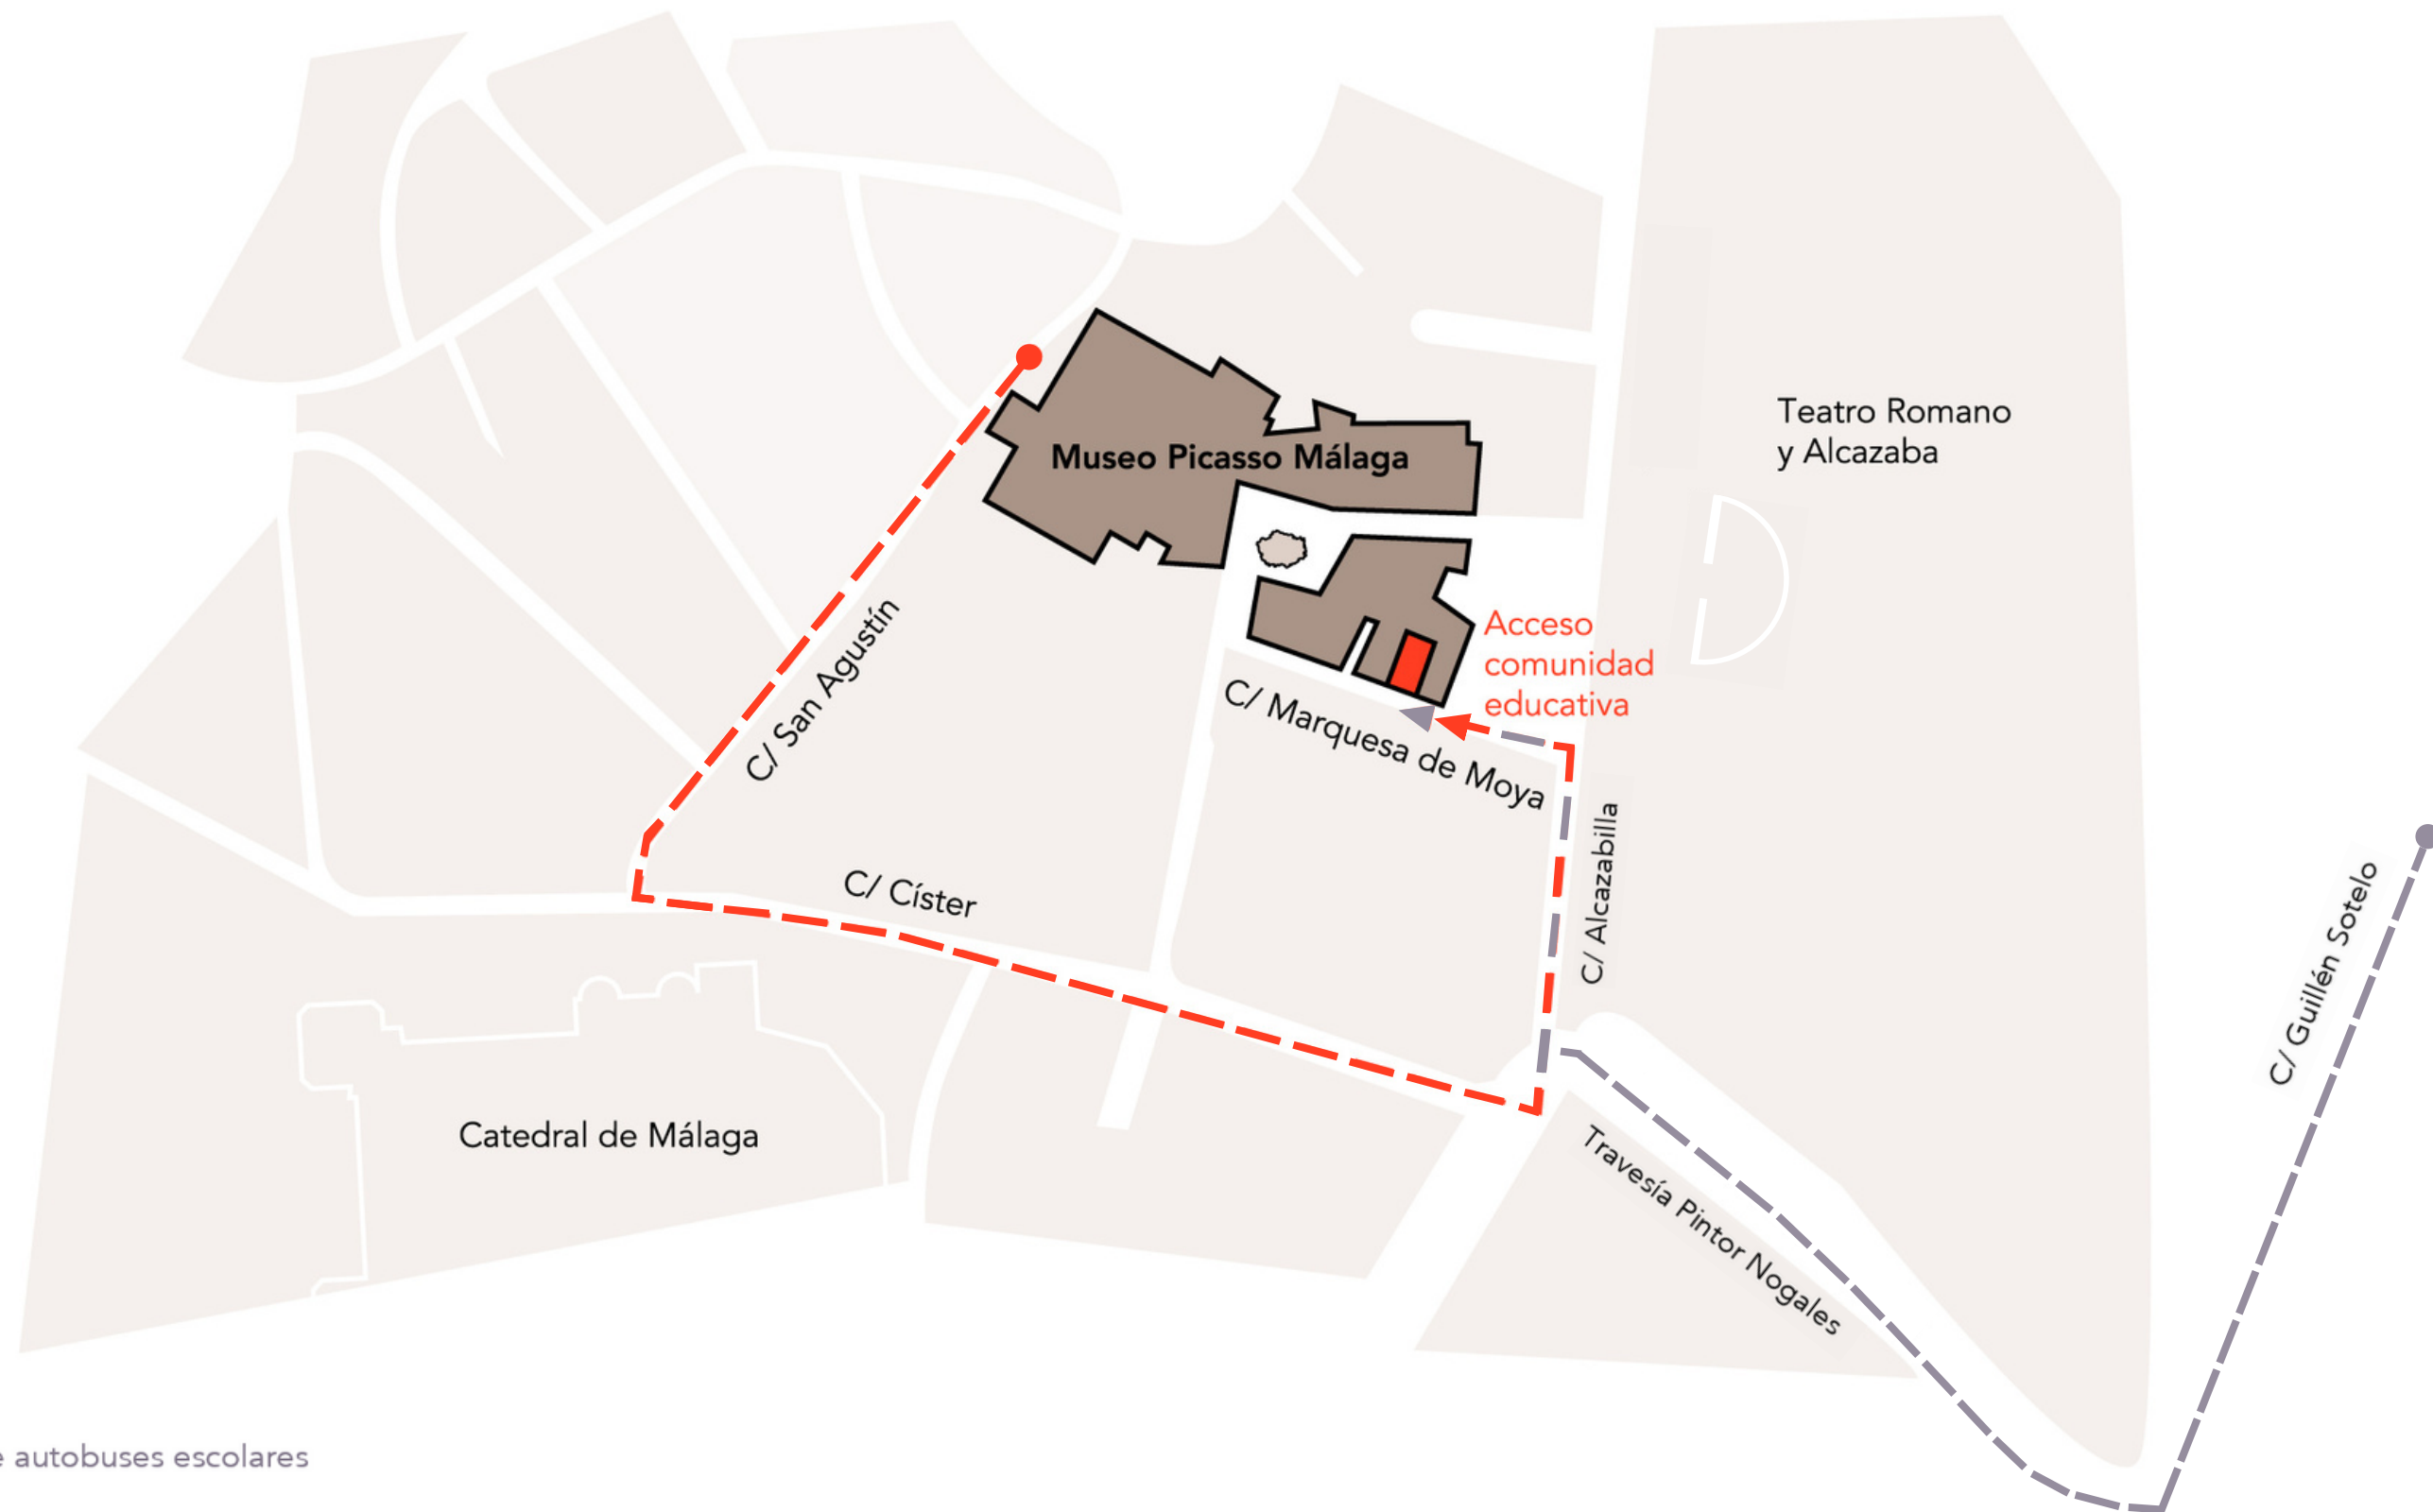 Teatro Romano
y Alcazaba
Museo Picasso Málaga
Acceso
comunidad
educativa
C/ San Agustín
C/ Marquesa de Moya
C/ Alcazabilla
C/ Císter
C/ Guillén Sotelo
Catedral de Málaga
Travesía Pintor Nogales
autobuses escolares